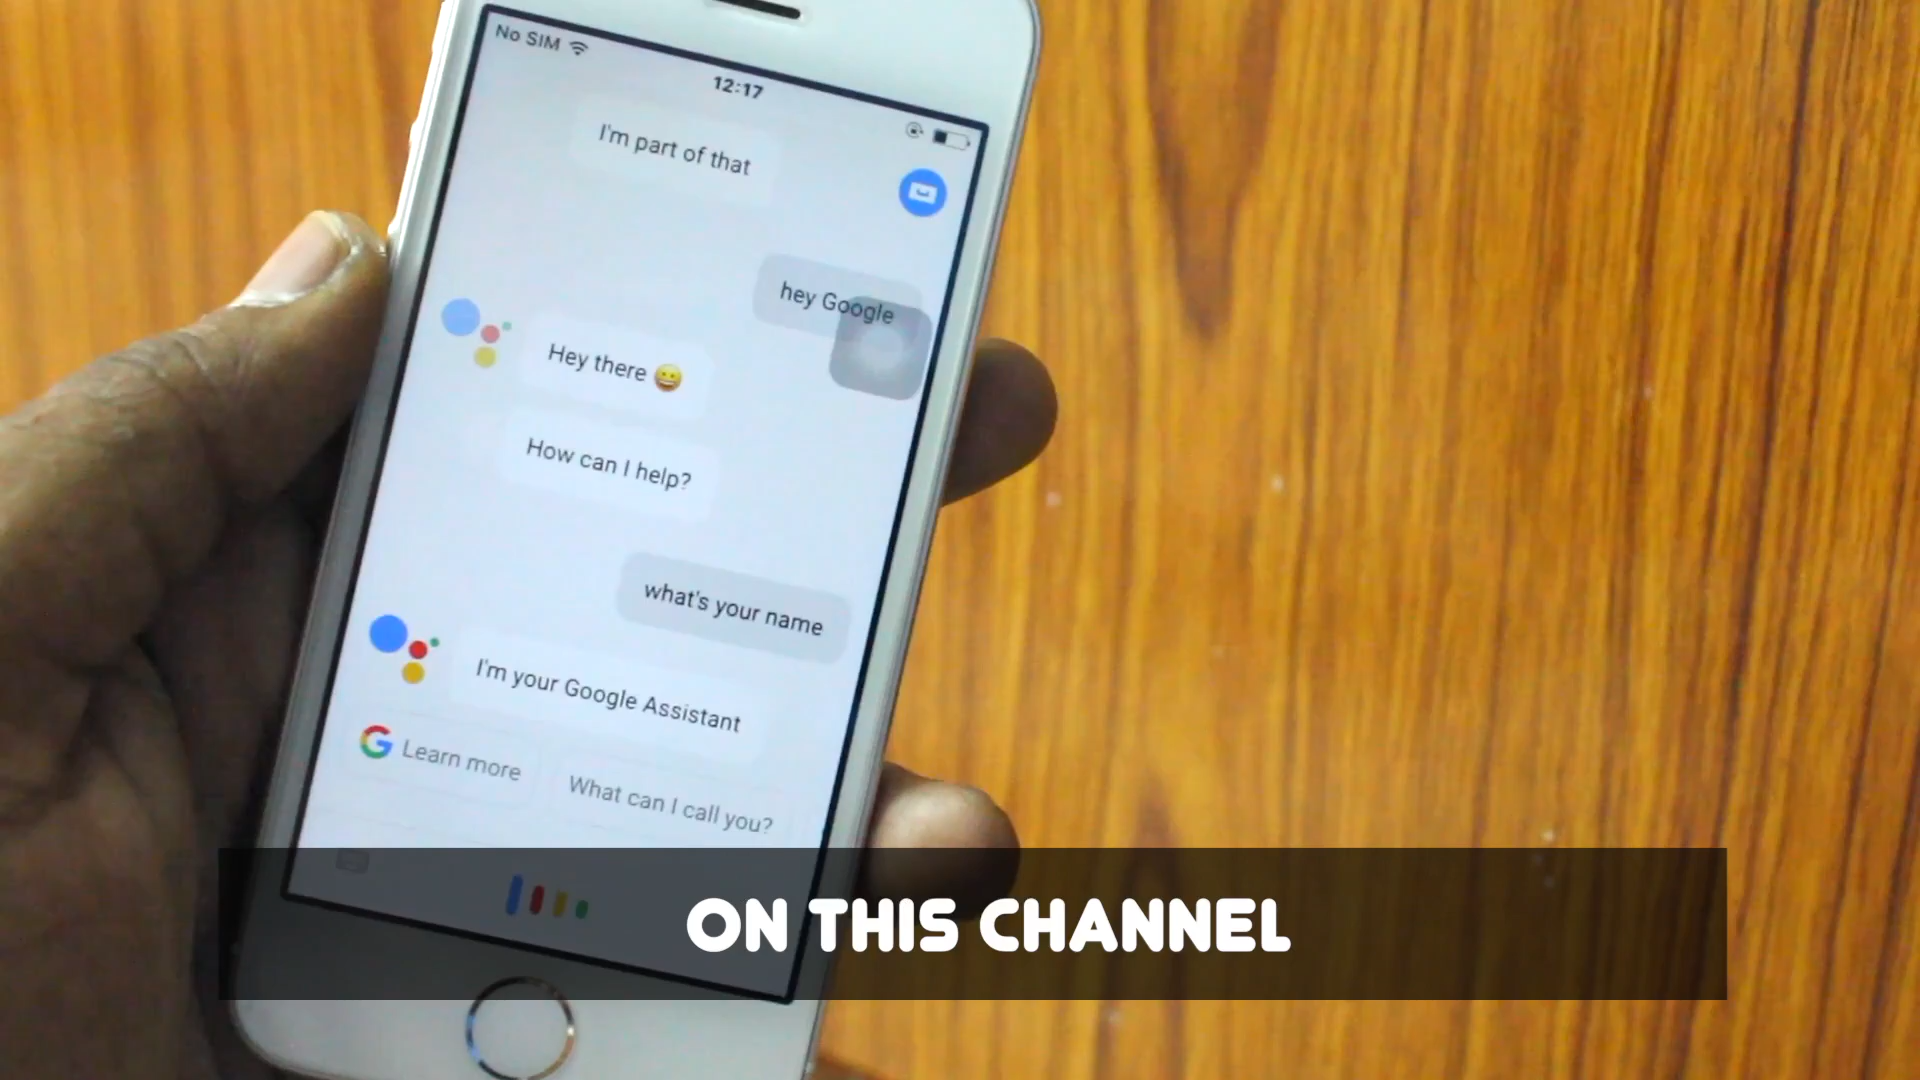 No SIM
12:17
I'm part of that
hey Google
Hey there 😀
How can I help?
what's your name
I'm your Google Assistant
Learn more
What can I call you?
ON THIS CHANNEL